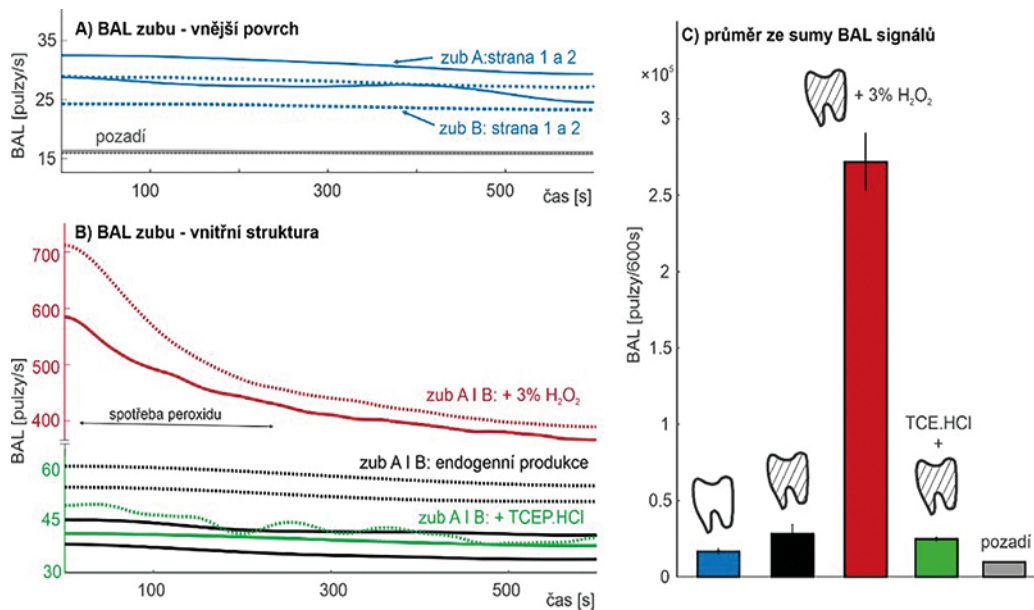 A) BAL zubu - vnější povrch
35
25
15
BAL [pulzy/s]
zub A:strana 1 a 2
zub B: strana 1 a 2
pozadí
100
300
500
čas [s]
B) BAL zubu - vnitřní struktura
700
600
500
400
60
45
30
BAL [pulzy/s]
zub A I B: + 3% H₂O₂
spotřeba peroxidu
zub A I B: endogenní produkce
zub A I B: + TCEP.HCl
100
300
500
čas [s]
C) průměr ze sumy BAL signálů
×10⁵
3
2.5
2
1.5
1
0.5
0
BAL [pulzy/600s]
+ 3% H₂O₂
TCE.HCl
+
pozadí